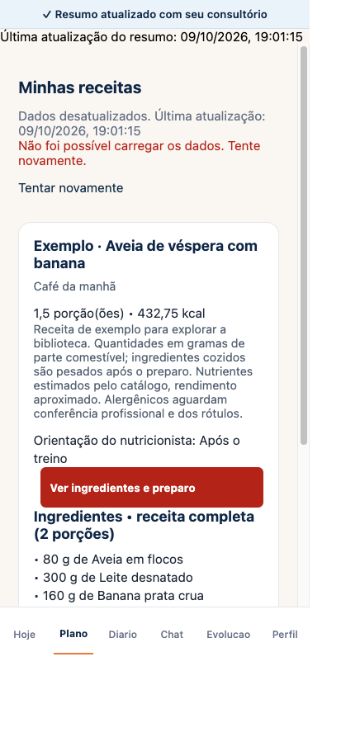 ✓ Resumo atualizado com seu consultório
Última atualização do resumo: 09/10/2026, 19:01:15
Minhas receitas
Dados desatualizados. Última atualização:
09/10/2026, 19:01:15
Não foi possível carregar os dados. Tente
novamente.
Tentar novamente
Exemplo · Aveia de véspera com
banana
Café da manhã
1,5 porção(ões) • 432,75 kcal
Receita de exemplo para explorar a
biblioteca. Quantidades em gramas de
parte comestível; ingredientes cozidos
são pesados após o preparo. Nutrientes
estimados pelo catálogo, rendimento
aproximado. Alergênicos aguardam
conferência profissional e dos rótulos.
Orientação do nutricionista: Após o
treino
Ver ingredientes e preparo
Ingredientes • receita completa
(2 porções)
• 80 g de Aveia em flocos
• 300 g de Leite desnatado
• 160 g de Banana prata crua
Hoje Plano Diario Chat Evolucao Perfil